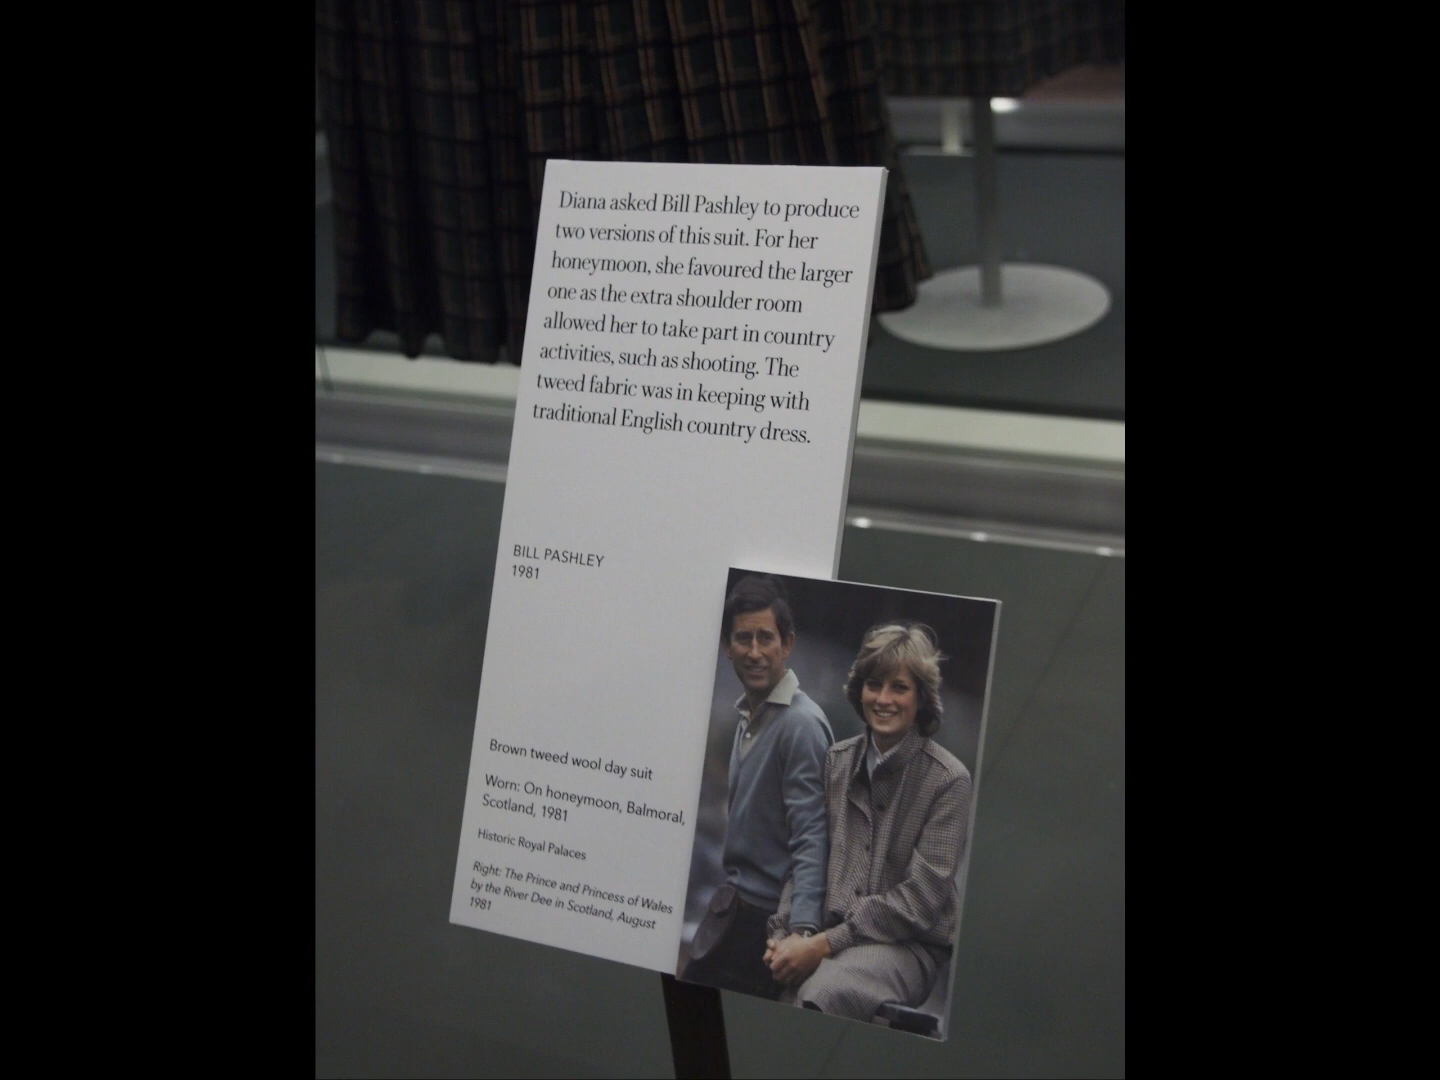 Diana asked Bill Pashley to produce
two versions of this suit. For her
honeymoon, she favoured the larger
one as the extra shoulder room
allowed her to take part in country
activities, such as shooting. The
tweed fabric was in keeping with
traditional English country dress.
BILL PASHLEY
1981
Brown tweed wool day suit
Worn: On honeymoon, Balmoral,
Scotland, 1981
Historic Royal Palaces
Right: The Prince and Princess of Wales
by the River Dee in Scotland, August
1981